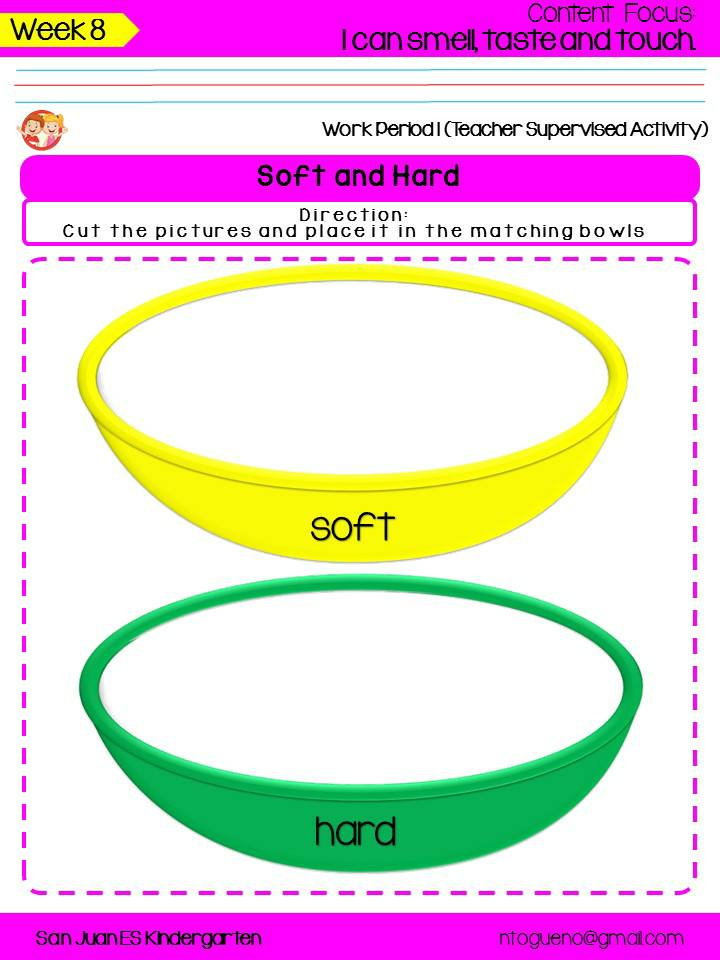 Week 8
Content Focus:
I can smell, taste and touch.
Work Period 1 (Teacher Supervised Activity)
Soft and Hard
Direction:
Cut the pictures and place it in the matching bowls
soft
hard
San Juan ES Kindergarten
ntogueno@gmail.com